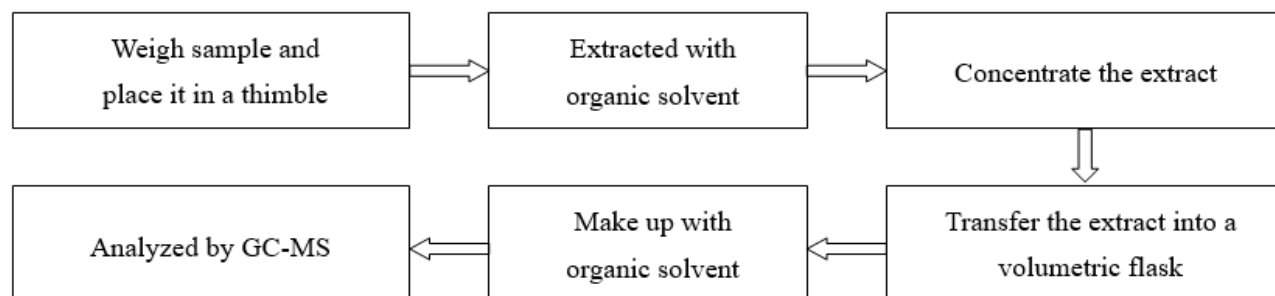 Weigh sample and
place it in a thimble
Extracted with
organic solvent
Concentrate the extract
Transfer the extract into a
volumetric flask
Make up with
organic solvent
Analyzed by GC-MS